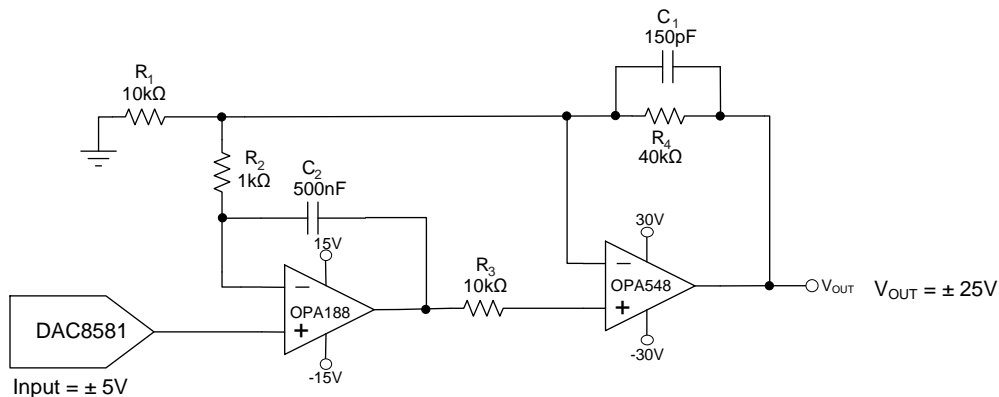 C1
150pF
R1
10kΩ
R4
40kΩ
R2
1kΩ
C2
500nF
15V
30V
R3
10kΩ
−
OPA188
+
−
OPA548
+
VOUT
VOUT = ± 25V
DAC8581
-15V
-30V
Input = ± 5V